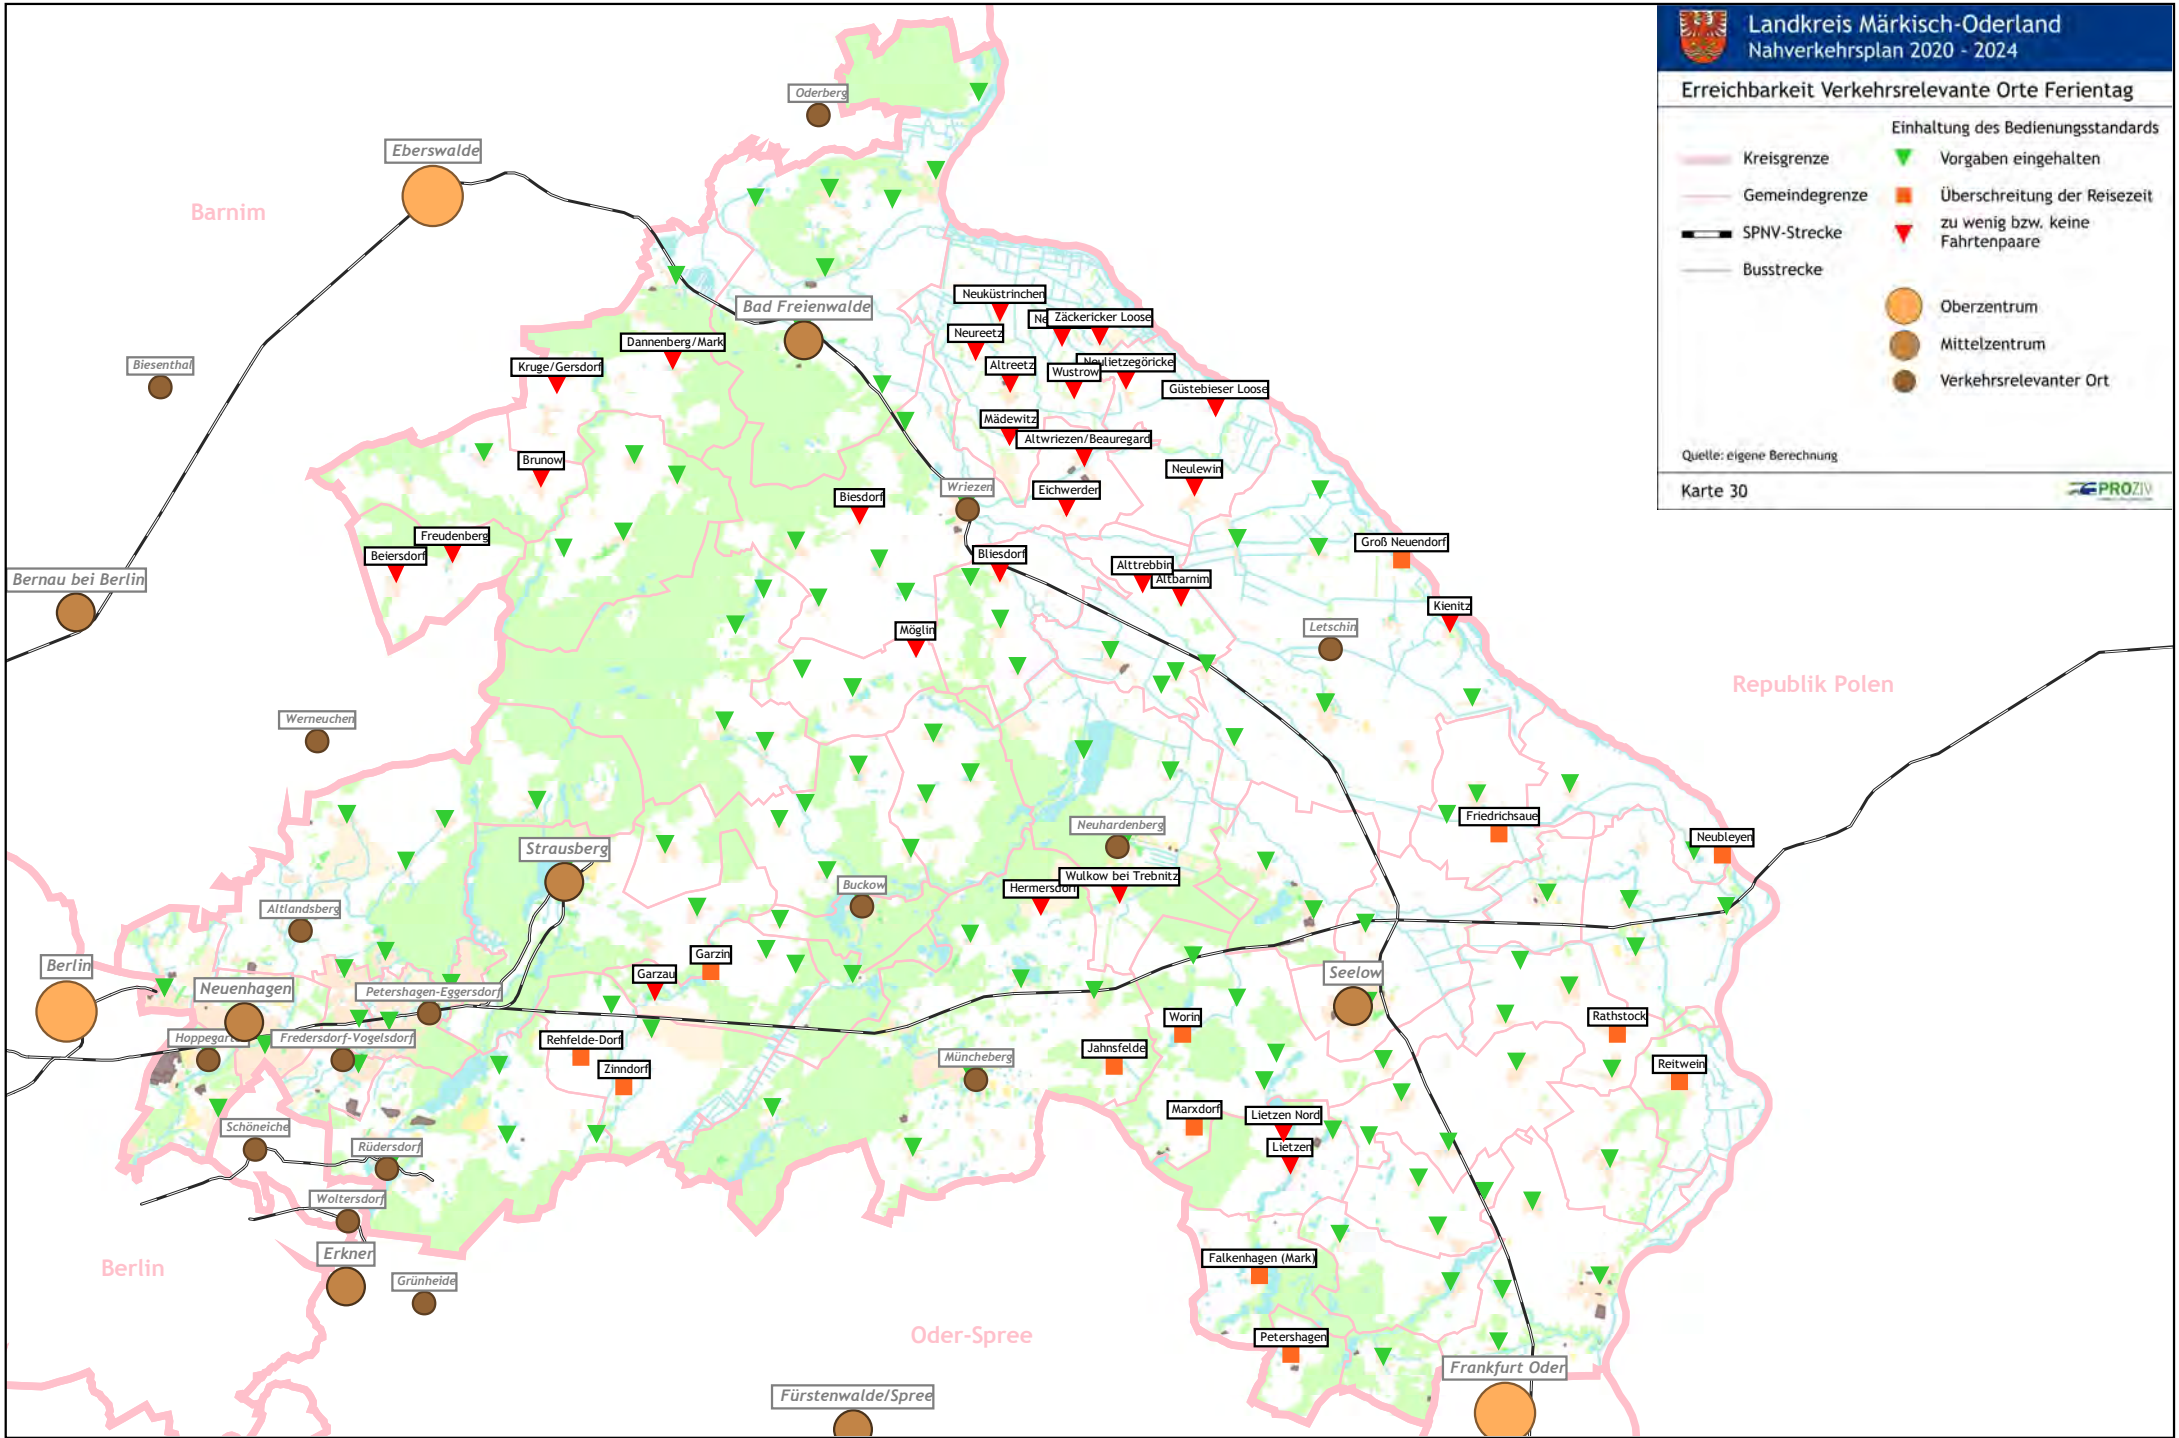 Landkreis Märkisch-Oderland
Nahverkehrsplan 2020 - 2024
Erreichbarkeit Verkehrsrelevante Orte Ferientag
Einhaltung des Bedienungsstandards
Kreisgrenze
Vorgaben eingehalten
Gemeindegrenze
Überschreitung der Reisezeit
SPNV-Strecke
zu wenig bzw. keine
Fahrtenpaare
Busstrecke
Oberzentrum
Mittelzentrum
Verkehrsrelevanter Ort
Quelle: eigene Berechnung
Karte 30
PROZIV
Oderberg
Eberswalde
Barnim
Bad Freienwalde
Neuküstrinchen
Zäckericker Loose
Neureetz
Dannenberg/Mark
Kruge/Gersdorf
Biesenthal
Altreetz
Wustrow
Neulietzegöricke
Güstebieser Loose
Mädewitz
Altwriezen/Beauregard
Brunow
Neulewin
Wriezen
Eichwerder
Biesdorf
Freudenberg
Beiersdorf
Bliesdorf
Groß Neuendorf
Alttrebbin
Altbarnim
Bernau bei Berlin
Kienitz
Möglin
Letschin
Republik Polen
Werneuchen
Friedrichsaue
Neuhardenberg
Neubleyen
Strausberg
Wulkow bei Trebnitz
Hermersdorf
Buckow
Altlandsberg
Garzin
Berlin
Garzau
Seelow
Neuenhagen
Petershagen-Eggersdorf
Worin
Rathstock
Hoppegarten
Fredersdorf-Vogelsdorf
Rehfelde-Dorf
Jahnsfelde
Müncheberg
Reitwein
Zinndorf
Marxdorf
Lietzen Nord
Schöneiche
Rüdersdorf
Lietzen
Woltersdorf
Erkner
Falkenhagen (Mark)
Berlin
Grünheide
Oder-Spree
Petershagen
Frankfurt Oder
Fürstenwalde/Spree